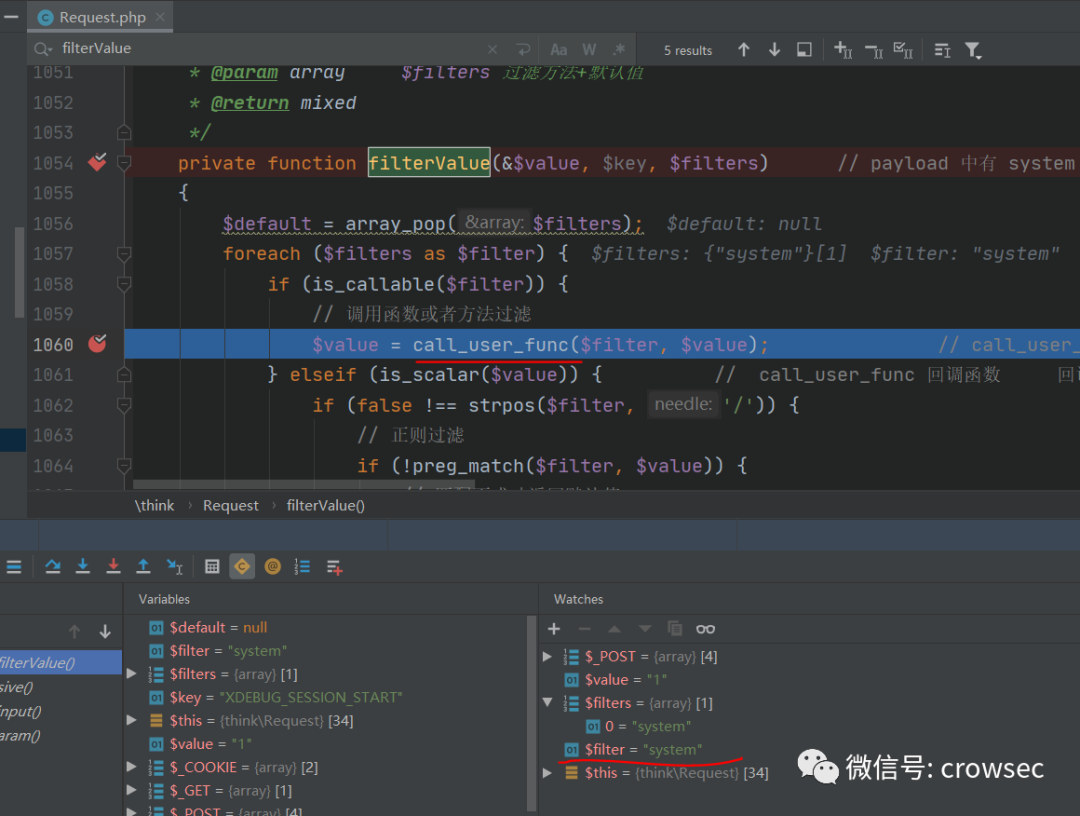 Request.php
filterValue Aa W .* 5 results
1051 * @param array $filters 过滤方法+默认值
1052 * @return mixed
1053 */
1054 private function filterValue(&$value, $key, $filters) // payload 中有 system
1055 {
1056 $default = array_pop( &array: $filters); $default: null
1057 foreach ($filters as $filter) { $filters: {"system"}[1] $filter: "system"
1058 if (is_callable($filter)) {
1059 // 调用函数或者方法过滤
1060 $value = call_user_func($filter, $value); // call_user_
1061 } elseif (is_scalar($value)) { // call_user_func 回调函数
1062 if (false !== strpos($filter, needle: '/')) {
1063 // 正则过滤
1064 if (!preg_match($filter, $value)) {
\think › Request › filterValue()
filterValue()
sive()
input()
aram()
Variables
$default = null
$filter = "system"
$filters = {array} [1]
$key = "XDEBUG_SESSION_START"
$this = {think\Request} [34]
$value = "1"
$_COOKIE = {array} [2]
$_GET = {array} [1]
$_POST = {array} [4]
Watches
$_POST = {array} [4]
$value = "1"
$filters = {array} [1]
0 = "system"
$filter = "system"
$this = {think\Request} [34]
微信号: crowsec